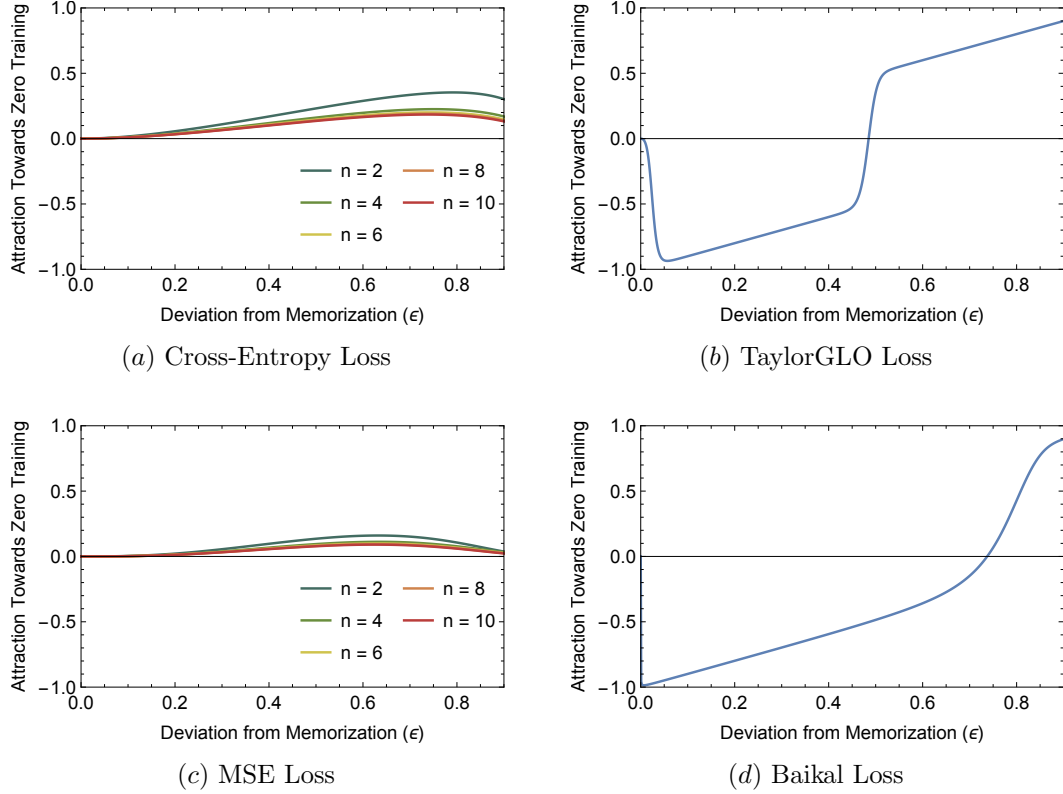 Attraction Towards Zero Training
1.0
0.5
0.0
−0.5
−1.0
n = 2
n = 8
n = 4
n = 10
n = 6
0.0 0.2 0.4 0.6 0.8
Deviation from Memorization (ϵ)
(a) Cross-Entropy Loss
Attraction Towards Zero Training
1.0
0.5
0.0
−0.5
−1.0
0.0 0.2 0.4 0.6 0.8
Deviation from Memorization (ϵ)
(b) TaylorGLO Loss
Attraction Towards Zero Training
1.0
0.5
0.0
−0.5
−1.0
n = 2
n = 8
n = 4
n = 10
n = 6
0.0 0.2 0.4 0.6 0.8
Deviation from Memorization (ϵ)
(c) MSE Loss
Attraction Towards Zero Training
1.0
0.5
0.0
−0.5
−1.0
0.0 0.2 0.4 0.6 0.8
Deviation from Memorization (ϵ)
(d) Baikal Loss